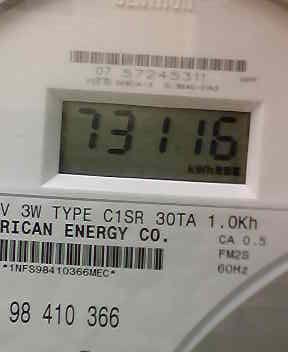 07 57245311
73116
kWh
V 3W TYPE C1SR 30TA 1.0Kh
RICAN ENERGY CO.
CA 0.5
FM2S
*1NFS98410366MEC*
60Hz
98 410 366